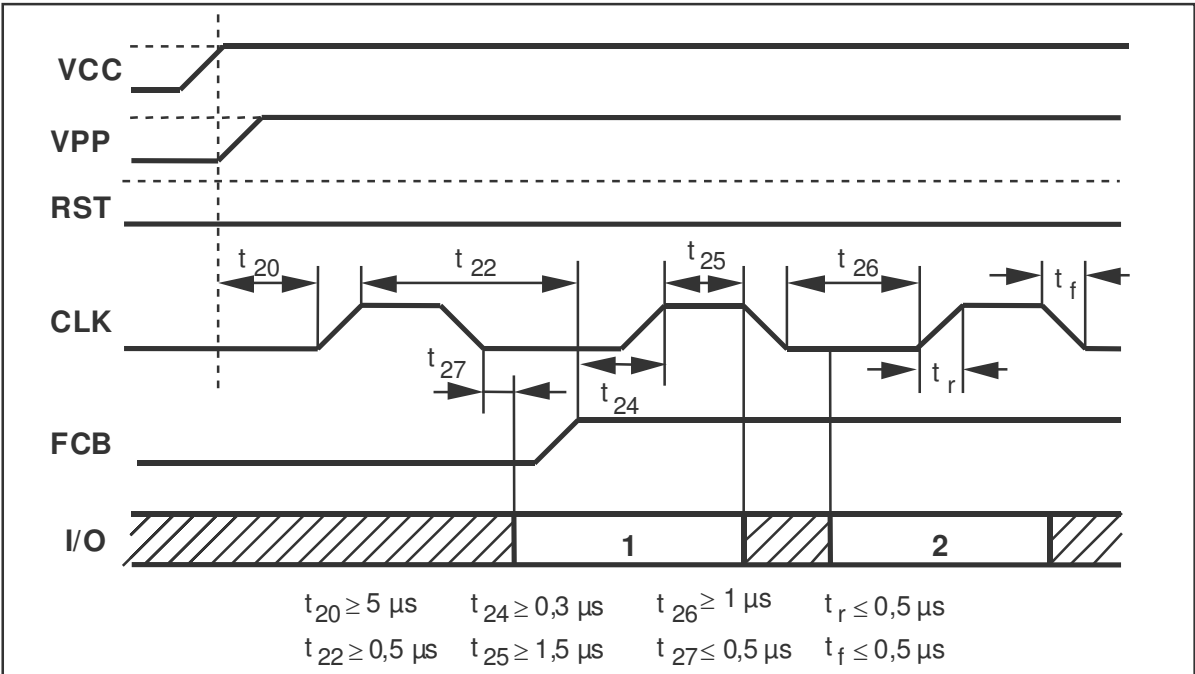 VCC
VPP
RST
t 20
t 22
t 25
t 26
t f
CLK
t 27
t 24
t r
FCB
I/O
1
2
t 20 ≥ 5 µs t 24 ≥ 0,3 µs t 26 ≥ 1 µs t r ≤ 0,5 µs
t 22 ≥ 0,5 µs t 25 ≥ 1,5 µs t 27 ≤ 0,5 µs t f ≤ 0,5 µs